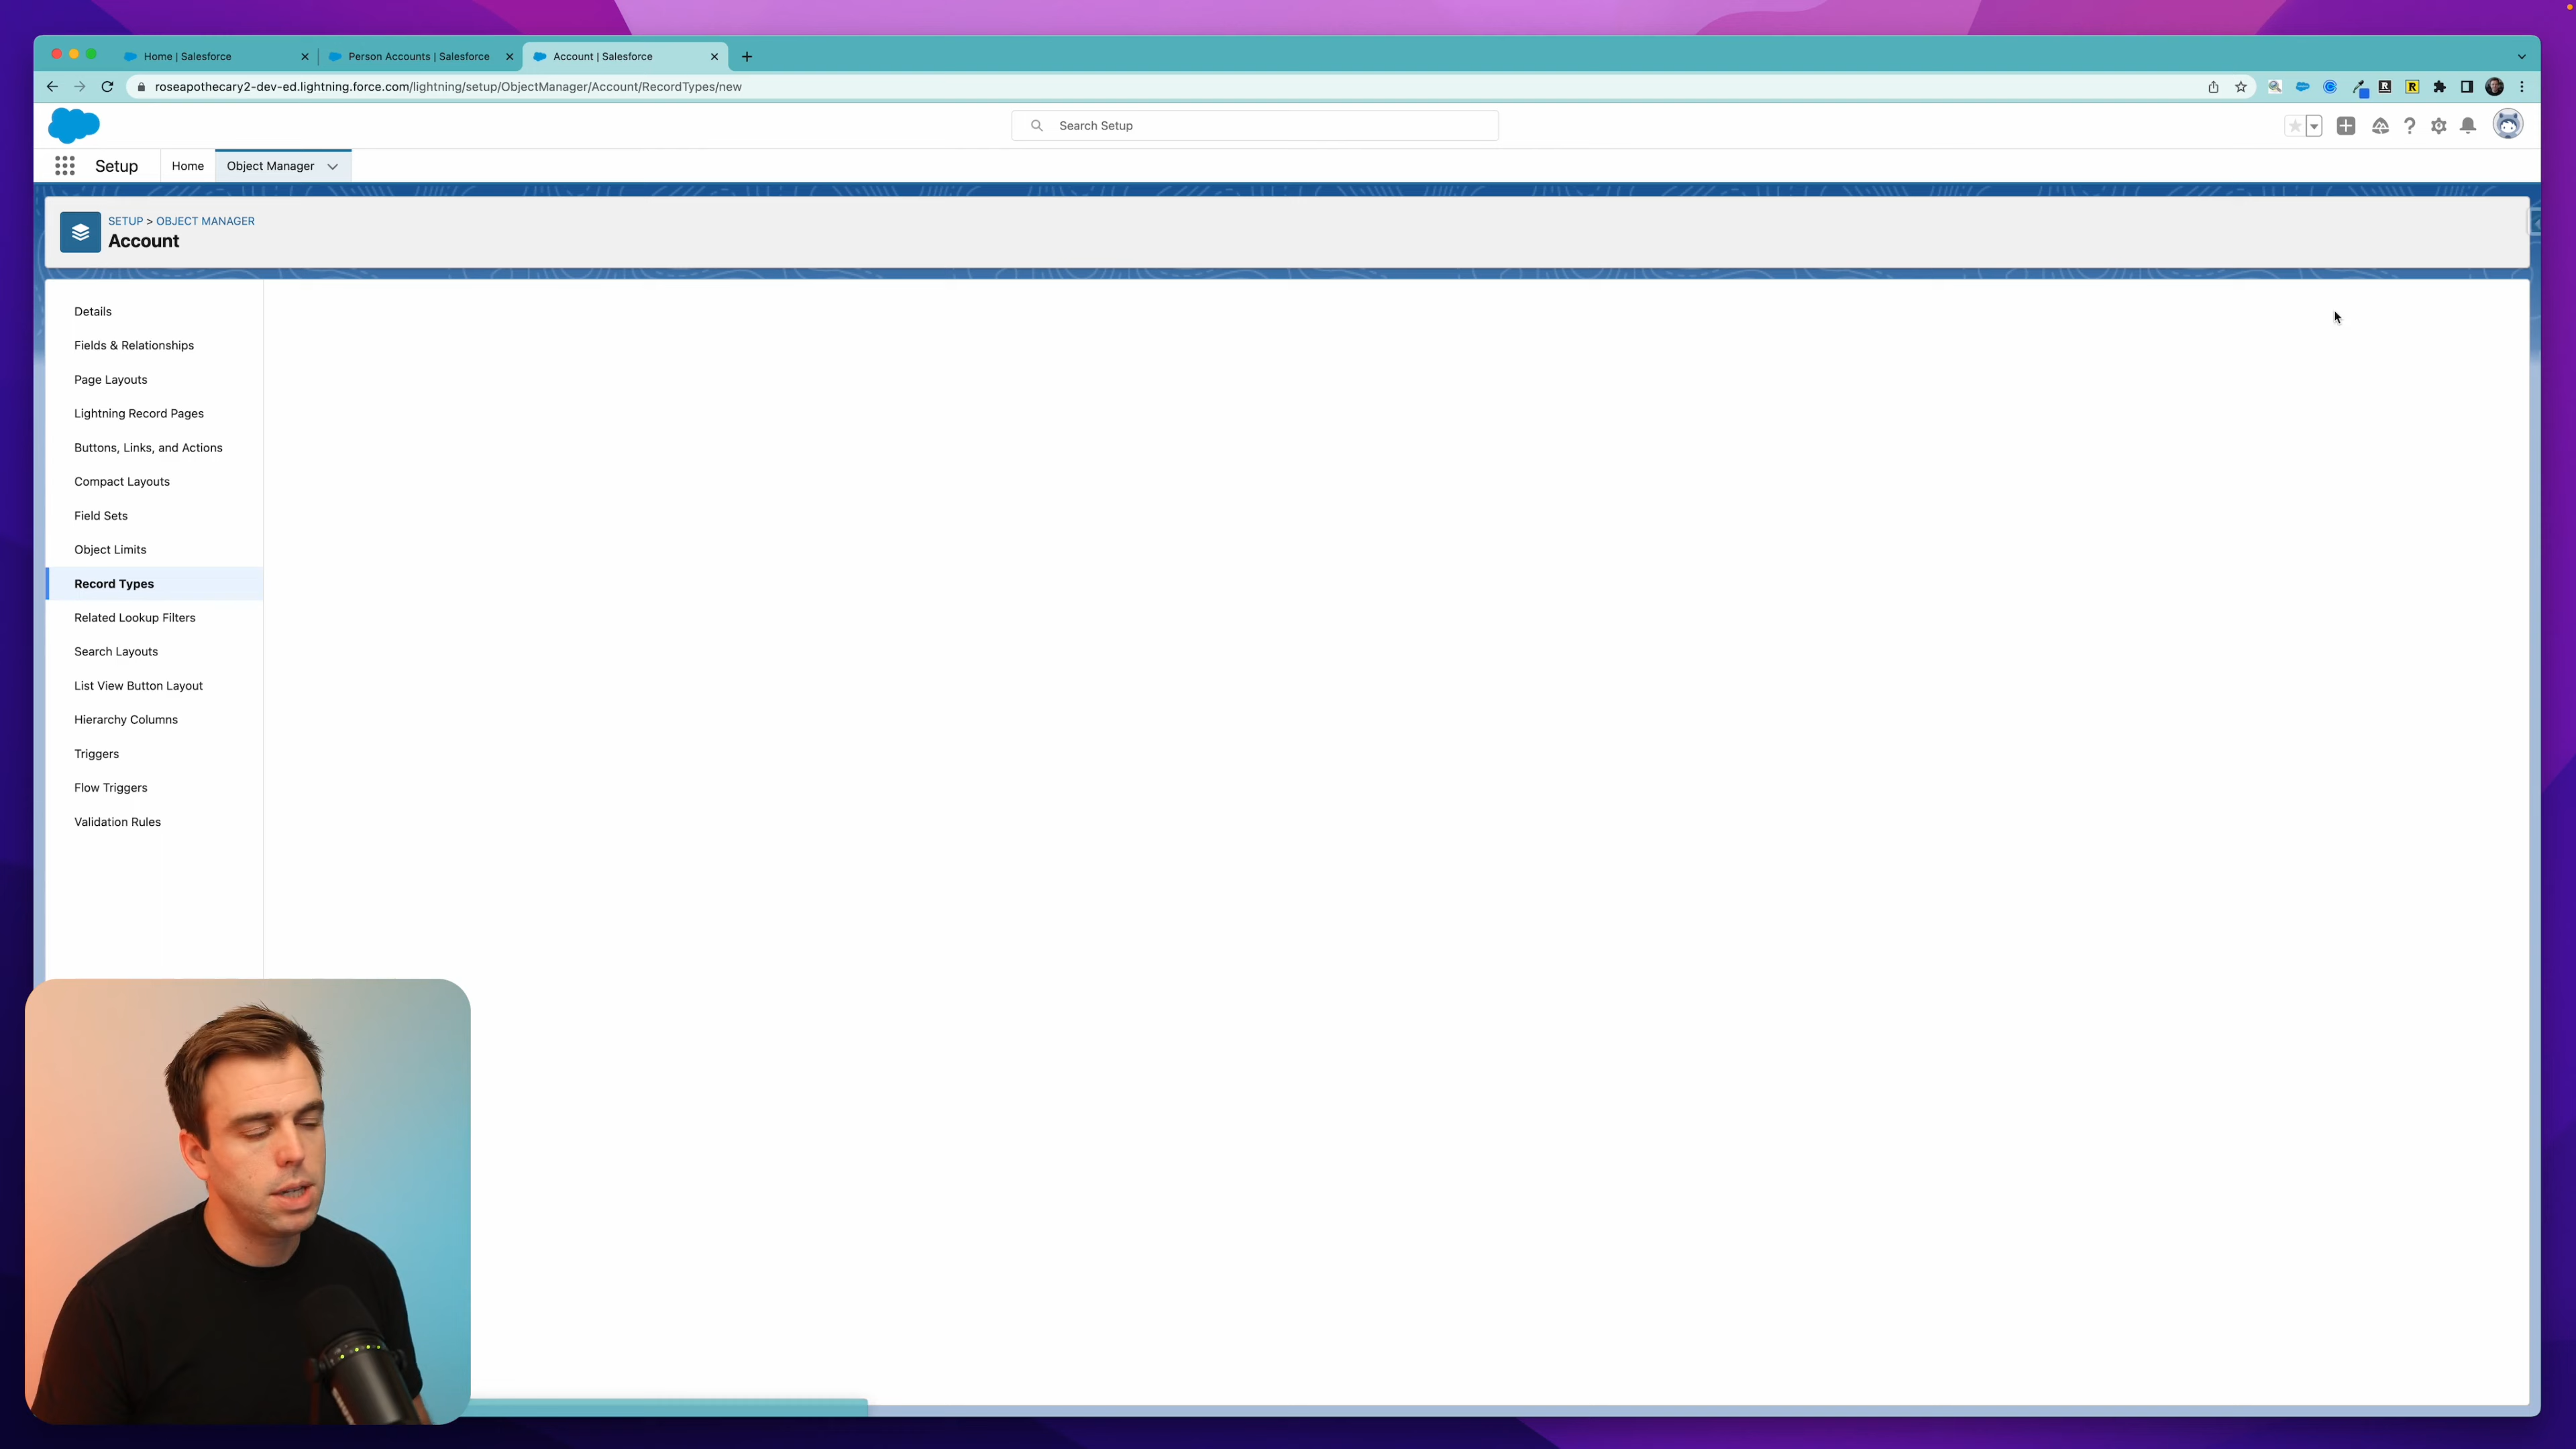 Home | Salesforce
Person Accounts | Salesforce
Account | Salesforce
roseapothecary2-dev-ed.lightning.force.com/lightning/setup/ObjectManager/Account/RecordTypes/new
Search Setup
Setup
Home
Object Manager
SETUP > OBJECT MANAGER
Account
Details
Fields & Relationships
Page Layouts
Lightning Record Pages
Buttons, Links, and Actions
Compact Layouts
Field Sets
Object Limits
Record Types
Related Lookup Filters
Search Layouts
List View Button Layout
Hierarchy Columns
Triggers
Flow Triggers
Validation Rules